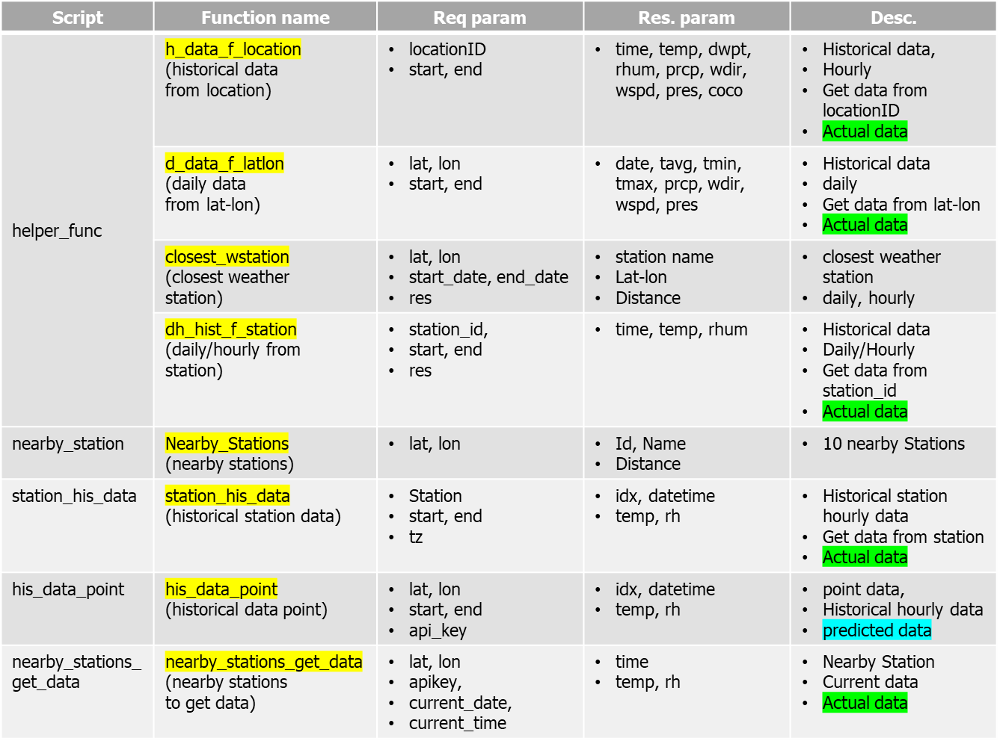 Script Function name Req param Res. param Desc.
helper_func
h_data_f_location
(historical data
from location)
• locationID
• start, end
• time, temp, dwpt,
rhum, prcp, wdir,
wspd, pres, coco
• Historical data,
• Hourly
• Get data from
locationID
• Actual data
d_data_f_latlon
(daily data
from lat-lon)
• lat, lon
• start, end
• date, tavg, tmin,
tmax, prcp, wdir,
wspd, pres
• Historical data
• daily
• Get data from lat-lon
• Actual data
closest_wstation
(closest weather
station)
• lat, lon
• start_date, end_date
• res
• station name
• Lat-lon
• Distance
• closest weather
station
• daily, hourly
dh_hist_f_station
(daily/hourly from
station)
• station_id,
• start, end
• res
• time, temp, rhum
• Historical data
• Daily/Hourly
• Get data from
station_id
• Actual data
nearby_station
Nearby_Stations
(nearby stations)
• lat, lon
• Id, Name
• Distance
• 10 nearby Stations
station_his_data
station_his_data
(historical station data)
• Station
• start, end
• tz
• idx, datetime
• temp, rh
• Historical station
hourly data
• Get data from station
• Actual data
his_data_point
his_data_point
(historical data point)
• lat, lon
• start, end
• api_key
• idx, datetime
• temp, rh
• point data,
• Historical hourly data
• predicted data
nearby_stations_
get_data
nearby_stations_get_data
(nearby stations
to get data)
• lat, lon
• apikey,
• current_date,
• current_time
• time
• temp, rh
• Nearby Station
• Current data
• Actual data